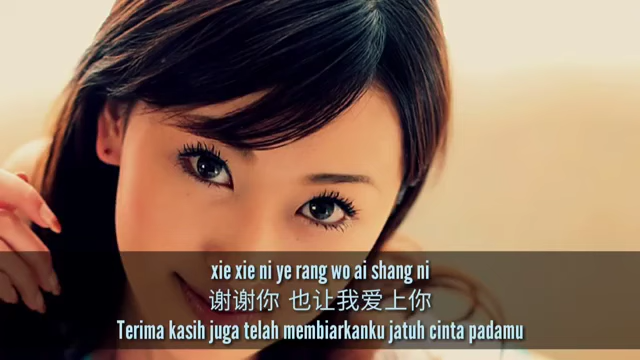 xie xie ni ye rang wo ai shang ni
谢谢你 也让我爱上你
Terima kasih juga telah membiarkanku jatuh cinta padamu